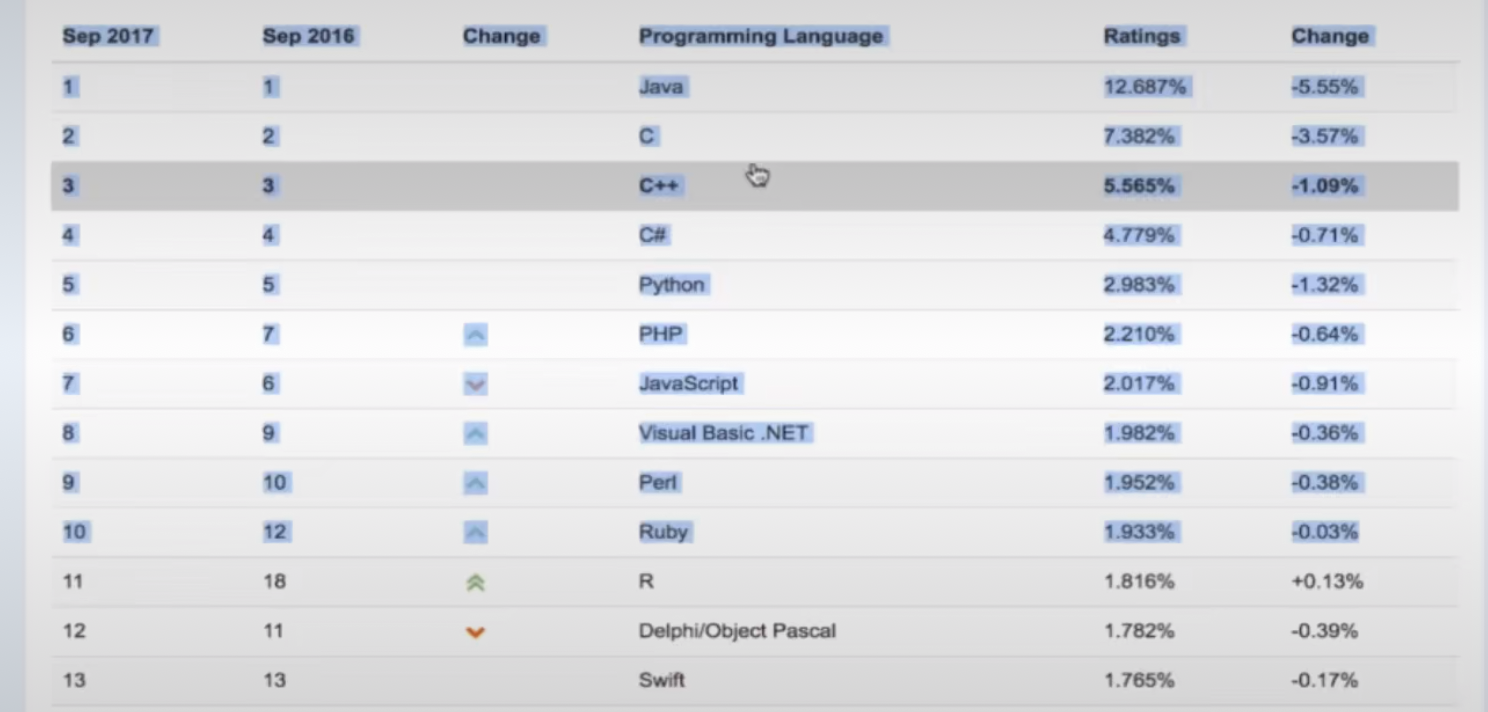 Sep 2017 Sep 2016 Change Programming Language Ratings Change
1 1 Java 12.687% -5.55%
2 2 C 7.382% -3.57%
3 3 C++ 5.565% -1.09%
4 4 C# 4.779% -0.71%
5 5 Python 2.983% -1.32%
6 7 PHP 2.210% -0.64%
7 6 JavaScript 2.017% -0.91%
8 9 Visual Basic .NET 1.982% -0.36%
9 10 Perl 1.952% -0.38%
10 12 Ruby 1.933% -0.03%
11 18 R 1.816% +0.13%
12 11 Delphi/Object Pascal 1.782% -0.39%
13 13 Swift 1.765% -0.17%